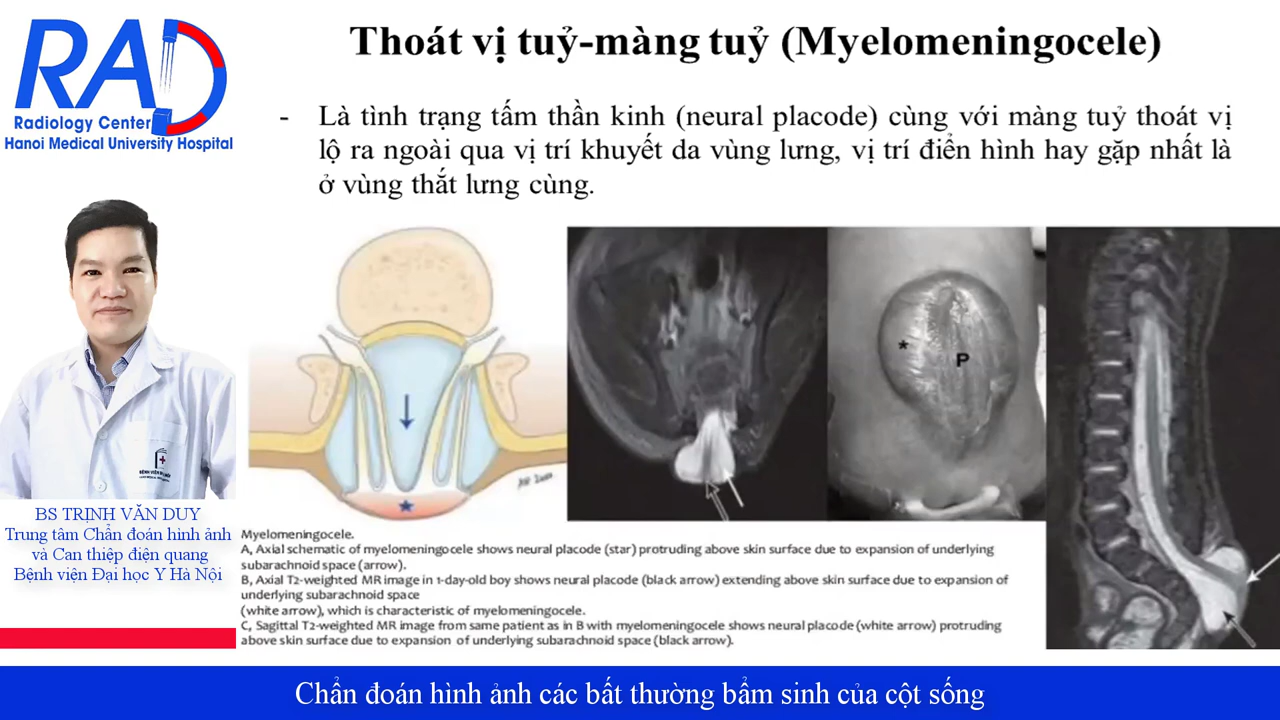 RAD
Radiology Center
Hanoi Medical University Hospital
Thoát vị tuỷ-màng tuỷ (Myelomeningocele)
- Là tình trạng tấm thần kinh (neural placode) cùng với màng tuỷ thoát vị
lộ ra ngoài qua vị trí khuyết da vùng lưng, vị trí điển hình hay gặp nhất là
ở vùng thắt lưng cùng.
* P
BS TRỊNH VĂN DUY
Trung tâm Chẩn đoán hình ảnh
và Can thiệp điện quang
Bệnh viện Đại học Y Hà Nội
Myelomeningocele.
A, Axial schematic of myelomeningocele shows neural placode (star) protruding above skin surface due to expansion of underlying
subarachnoid space (arrow).
B, Axial T2-weighted MR image in 1-day-old boy shows neural placode (black arrow) extending above skin surface due to expansion of
underlying subarachnoid space
(white arrow), which is characteristic of myelomeningocele.
C, Sagittal T2-weighted MR image from same patient as in B with myelomeningocele shows neural placode (white arrow) protruding
above skin surface due to expansion of underlying subarachnoid space (black arrow).
Chẩn đoán hình ảnh các bất thường bẩm sinh của cột sống